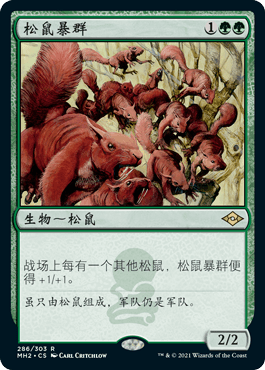 松鼠暴群 1
生物～松鼠
战场上每有一个其他松鼠，松鼠暴群便
得 +1/+1。
虽只由松鼠组成，军队仍是军队。
2/2
286/303 R
MH2 • CS CARL CRITCHLOW
™ & © 2021 Wizards of the Coast